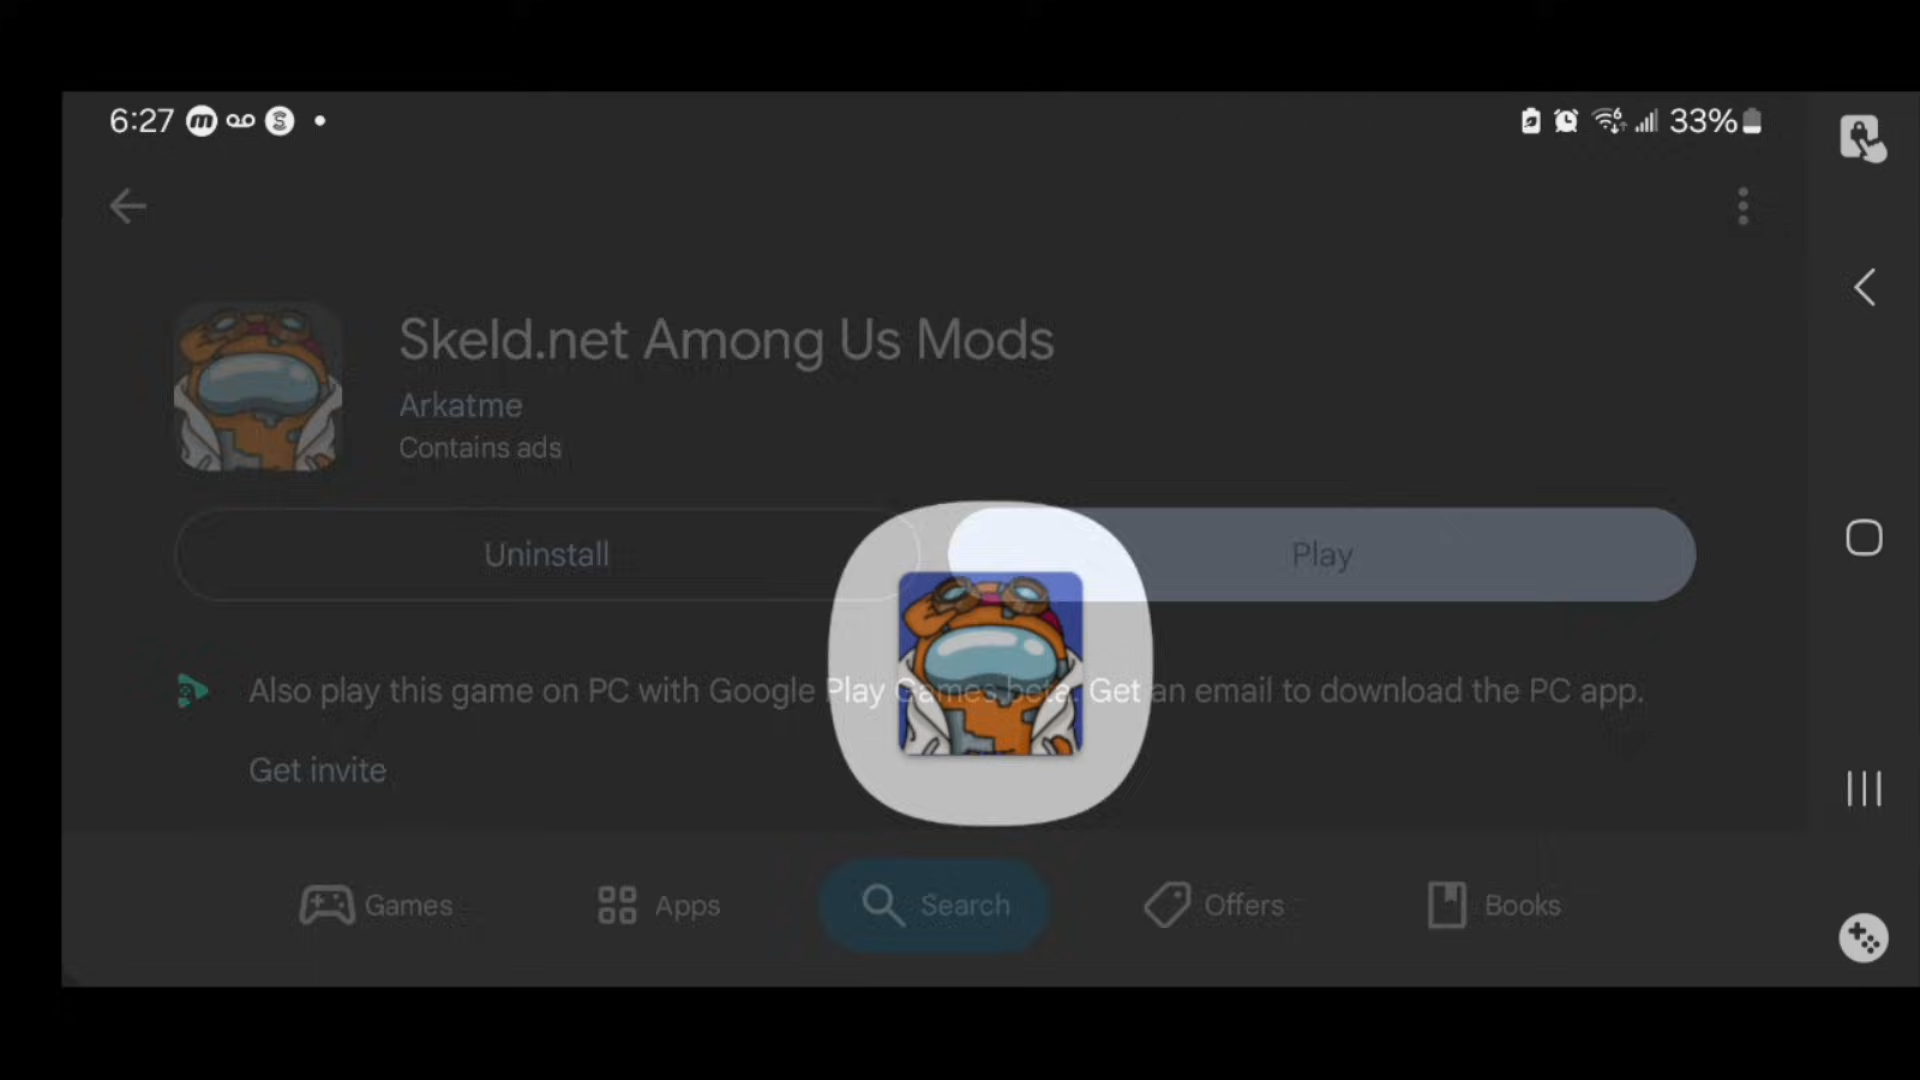 6:27
33%
Skeld.net Among Us Mods
Arkatme
Contains ads
Uninstall
Play
Also play this game on PC with Google Play Games beta. Get an email to download the PC app.
Get invite
Games
Apps
Search
Offers
Books